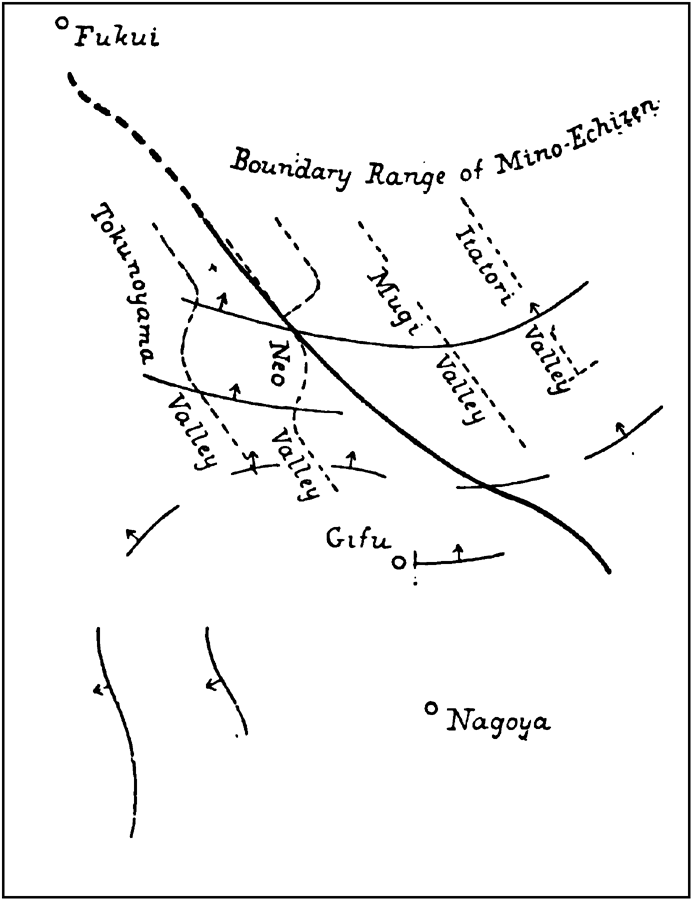 Fukui
Boundary Range of Mino-Echizen
Tokunoyama
Valley
Neo
Valley
Mugi
Valley
Itatori
Valley
Gifu
Nagoya